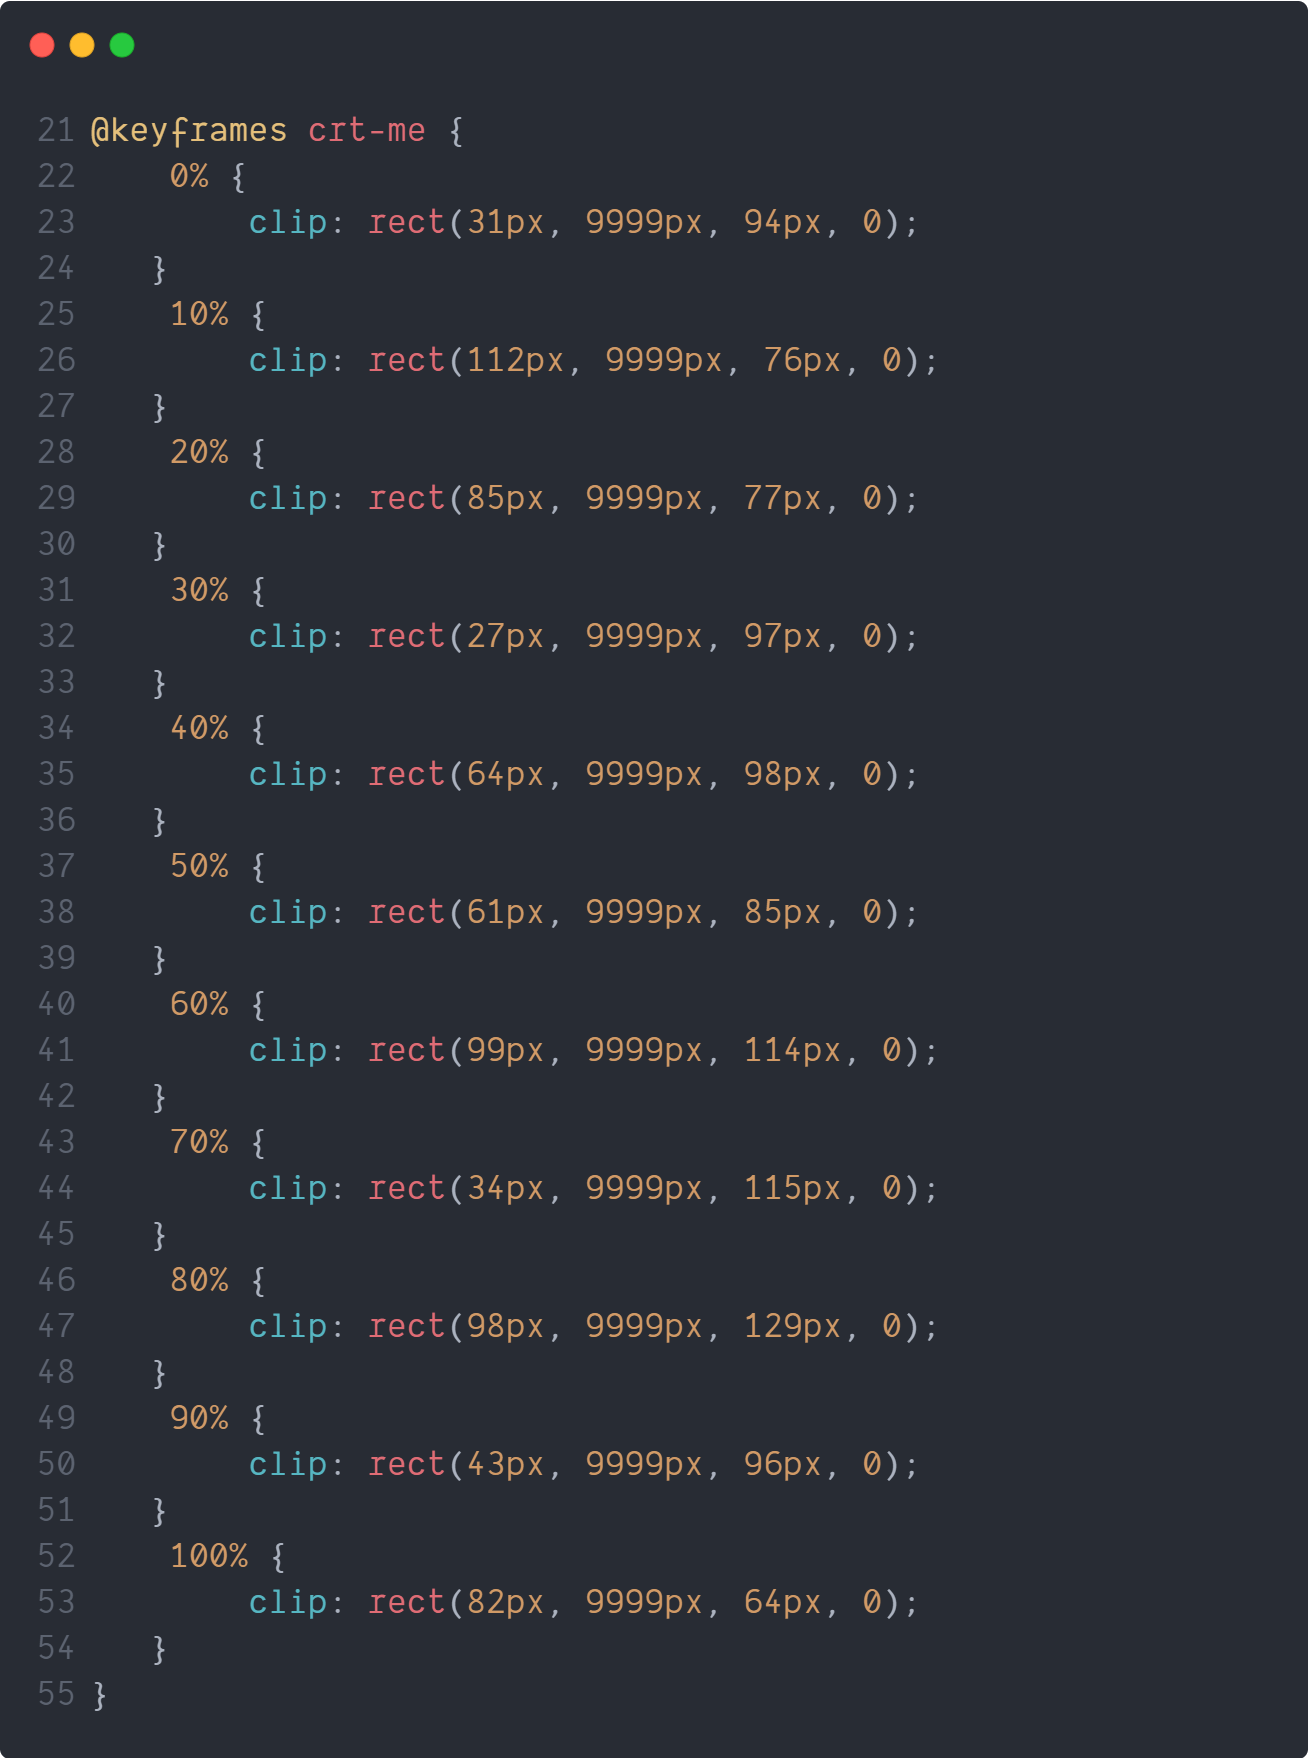 21 @keyframes crt-me {
22     0% {
23         clip: rect(31px, 9999px, 94px, 0);
24    }
25     10% {
26         clip: rect(112px, 9999px, 76px, 0);
27    }
28     20% {
29         clip: rect(85px, 9999px, 77px, 0);
30    }
31     30% {
32         clip: rect(27px, 9999px, 97px, 0);
33    }
34     40% {
35         clip: rect(64px, 9999px, 98px, 0);
36    }
37     50% {
38         clip: rect(61px, 9999px, 85px, 0);
39    }
40     60% {
41         clip: rect(99px, 9999px, 114px, 0);
42    }
43     70% {
44         clip: rect(34px, 9999px, 115px, 0);
45    }
46     80% {
47         clip: rect(98px, 9999px, 129px, 0);
48    }
49     90% {
50         clip: rect(43px, 9999px, 96px, 0);
51    }
52     100% {
53         clip: rect(82px, 9999px, 64px, 0);
54    }
55 }